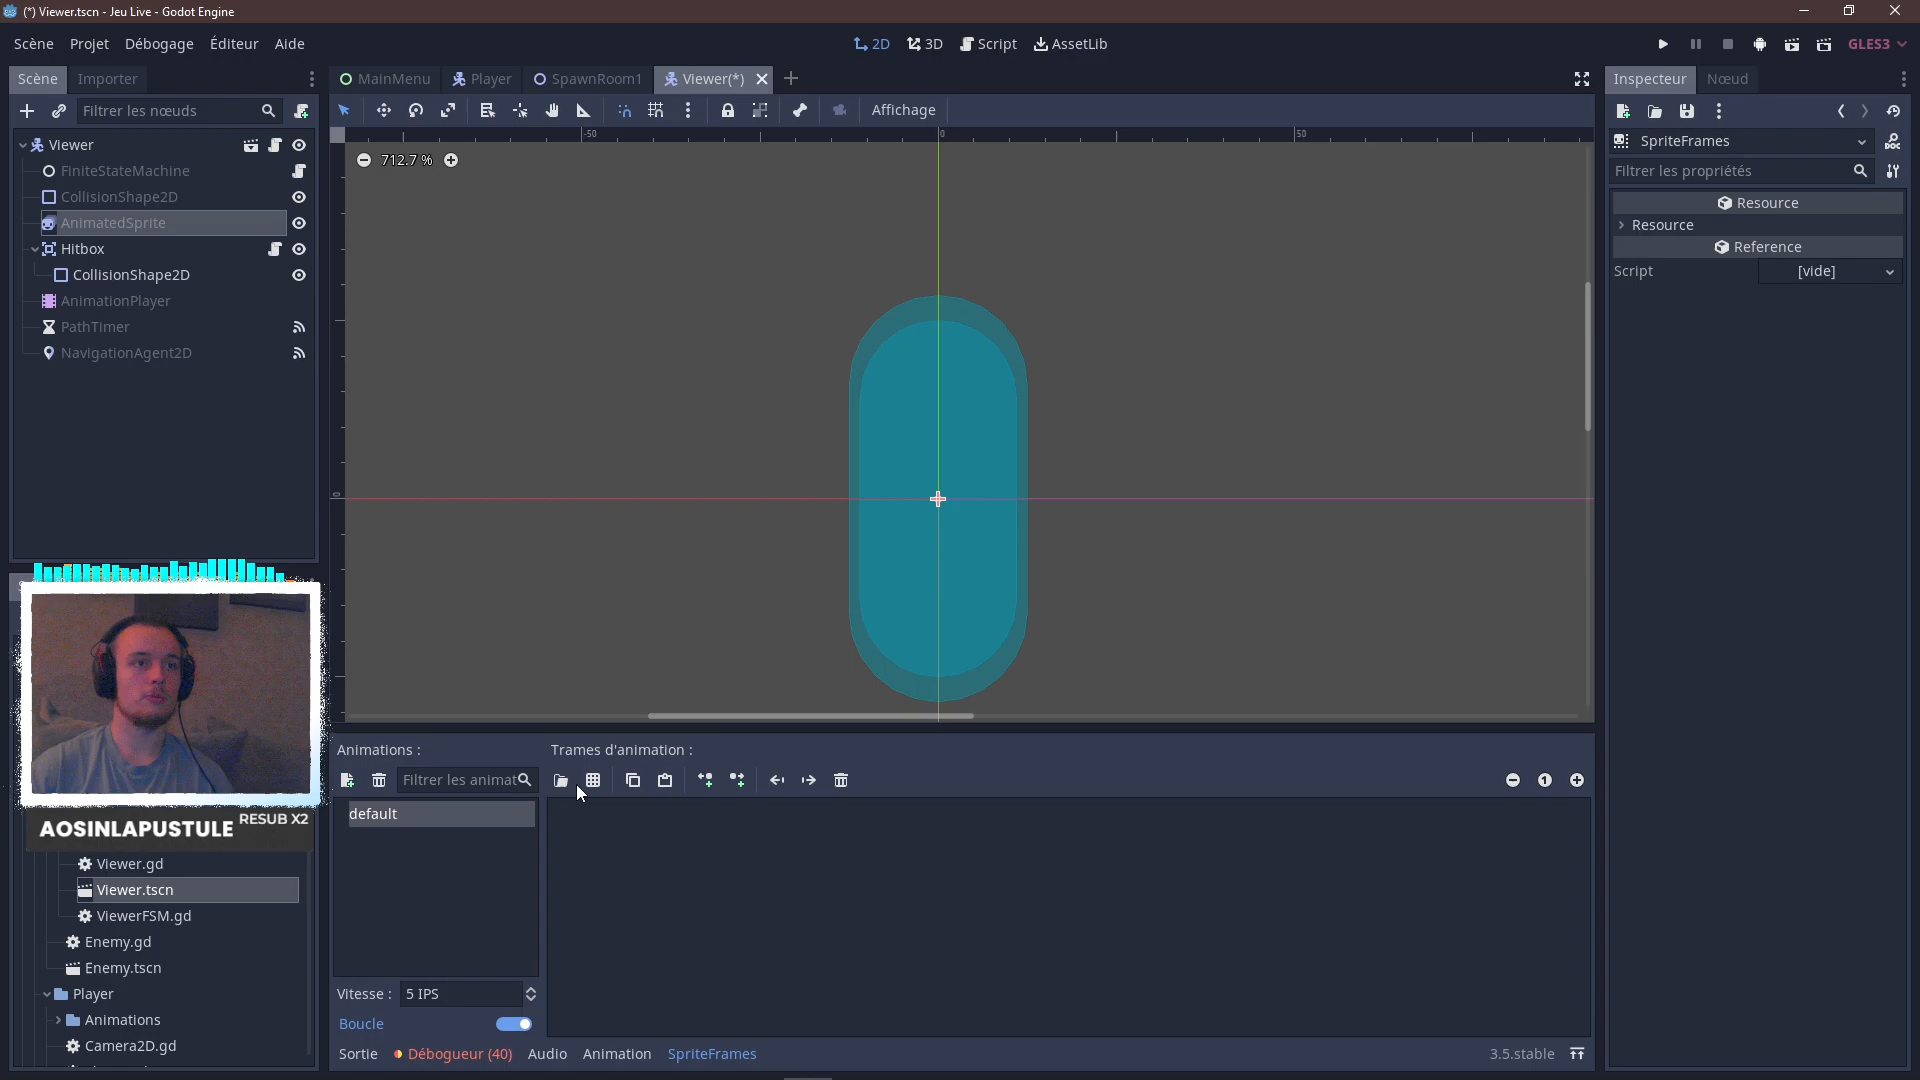 (*) Viewer.tscn - Jeu Live - Godot Engine
Scène Projet Débogage Éditeur Aide
2D 3D Script AssetLib
GLES3
Scène Importer
MainMenu Player SpawnRoom1 Viewer(*)
Inspecteur Nœud
Filtrer les nœuds
Affichage
Viewer
FiniteStateMachine
CollisionShape2D
AnimatedSprite
Hitbox
CollisionShape2D
AnimationPlayer
PathTimer
NavigationAgent2D
-50 0 50
712.7 %
0
SpriteFrames
Filtrer les propriétés
Resource
Resource
Reference
Script [vide]
AOSINLAPUSTULE RESUB X2
Viewer.gd
Viewer.tscn
ViewerFSM.gd
Enemy.gd
Enemy.tscn
Player
Animations
Camera2D.gd
Animations : Trames d'animation :
Filtrer les animat
1
default
Vitesse : 5 IPS
Boucle
Sortie Débogueur (40) Audio Animation SpriteFrames
3.5.stable